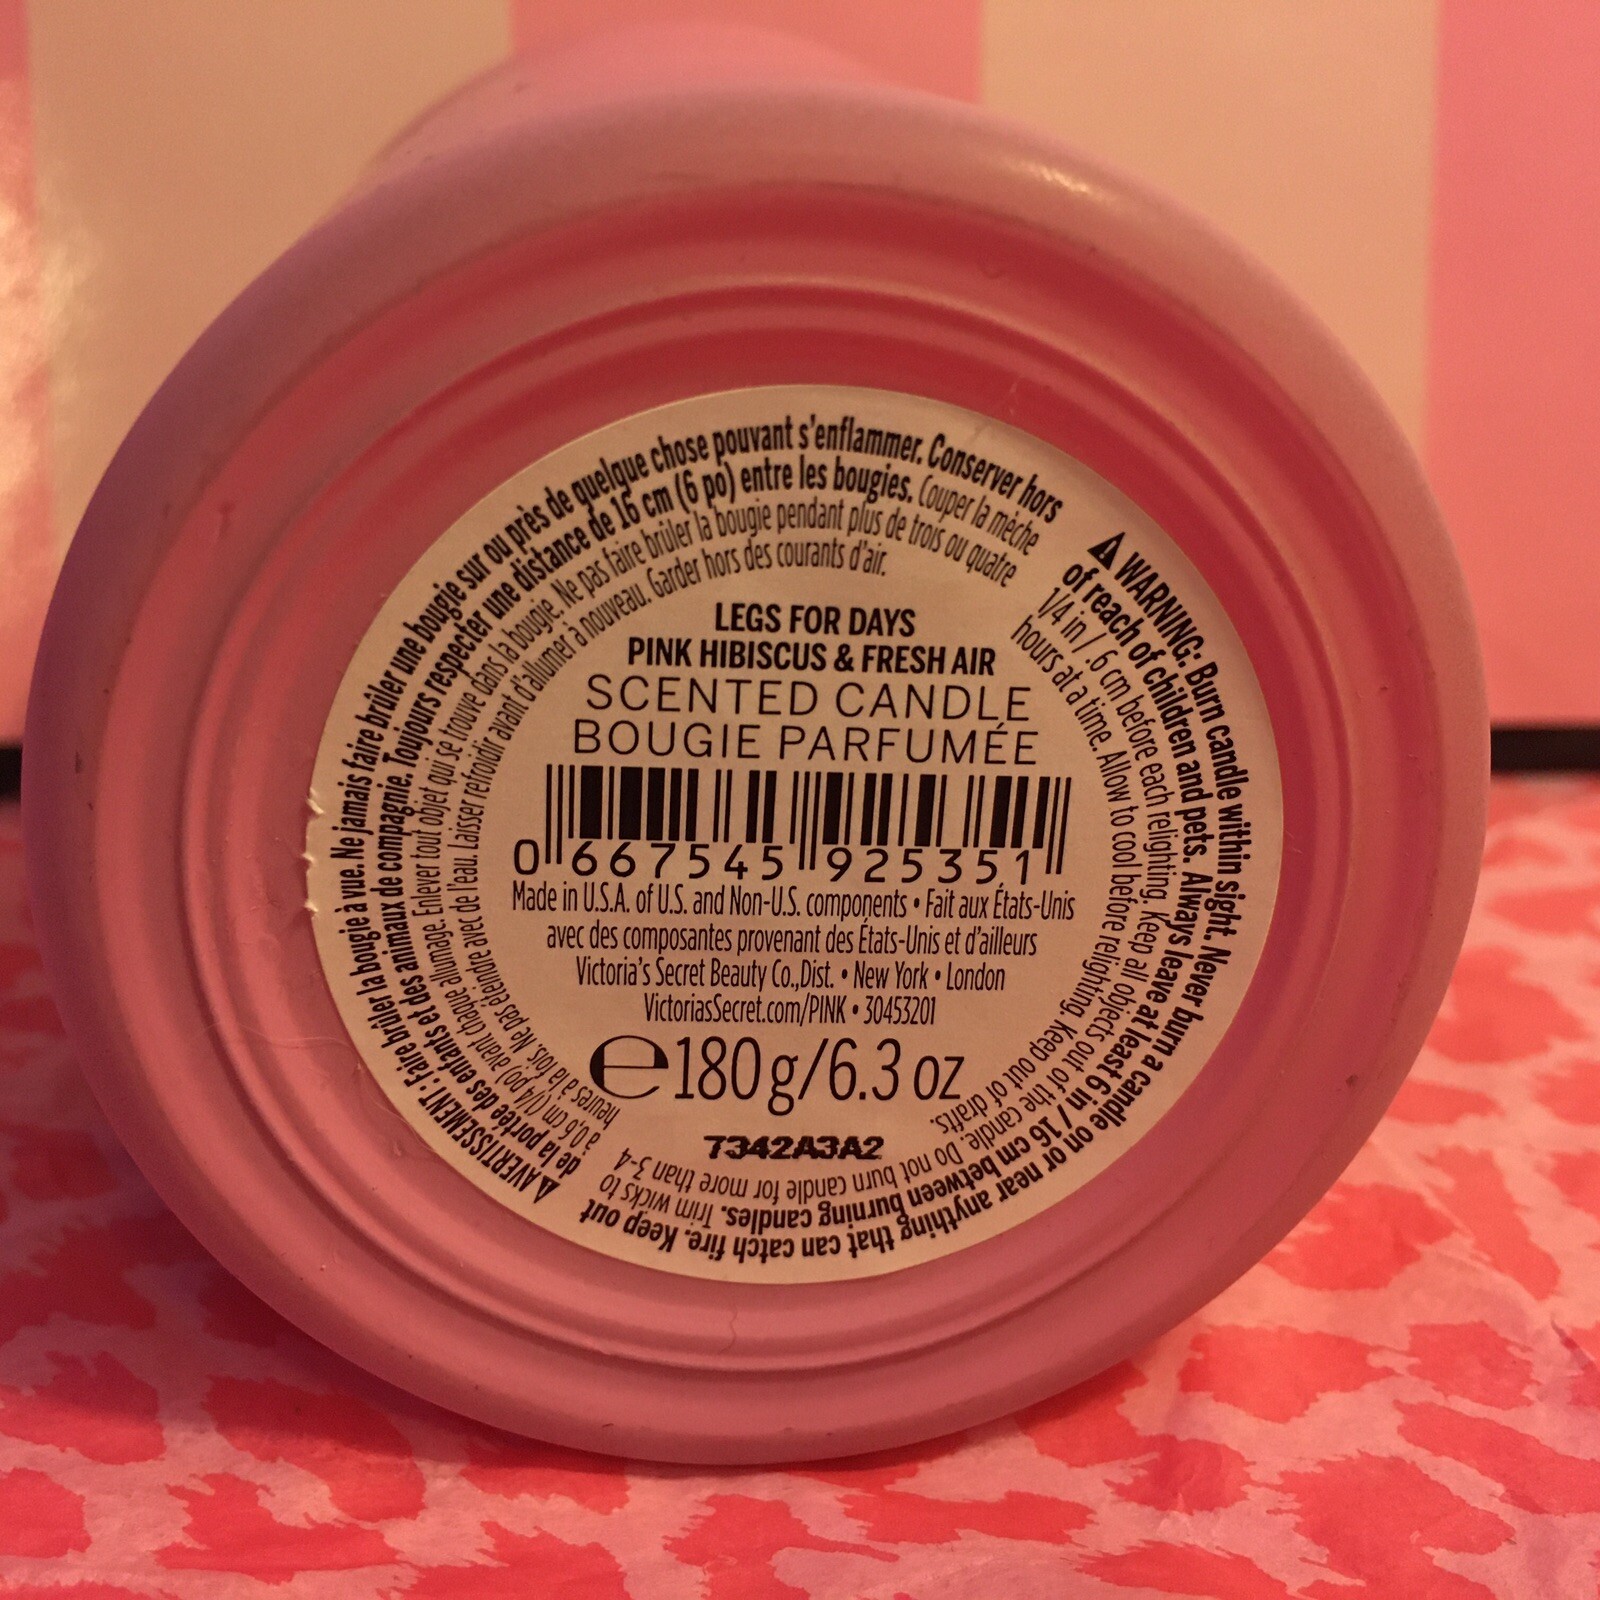 LEGS FOR DAYS
PINK HIBISCUS & FRESH AIR
SCENTED CANDLE
BOUGIE PARFUMÉE
0 667545 925351
Made in U.S.A. of U.S. and Non-U.S. components • Fait aux États-Unis
avec des composantes provenant des États-Unis et d'ailleurs
Victoria's Secret Beauty Co.,Dist. • New York • London
VictoriasSecret.com/PINK • 30453201
e180g/6.3 oz
7342A3A2
⚠ WARNING: Burn candle within sight. Never burn a candle on or near anything that can catch fire. Keep out
of reach of children and pets. Always leave at least 6 in / 16 cm between burning candles. Trim wicks to
1/4 in / .6 cm before each relighting. Keep all objects out of the candle. Do not burn candle for more than 3-4
hours at a time. Allow to cool before relighting. Keep out of drafts.
⚠ AVERTISSEMENT : Faire brûler la bougie à vue. Ne jamais faire brûler une bougie sur ou près de quelque chose pouvant s'enflammer. Conserver hors
de la portée des enfants et des animaux de compagnie. Toujours respecter une distance de 16 cm (6 po) entre les bougies. Couper la mèche
à 0,6 cm (1/4 po) avant chaque allumage. Enlever tout objet qui se trouve dans la bougie. Ne pas faire brûler la bougie pendant plus de trois ou quatre
heures à la fois. Ne pas éteindre avec de l'eau. Laisser refroidir avant d'allumer à nouveau. Garder hors des courants d'air.